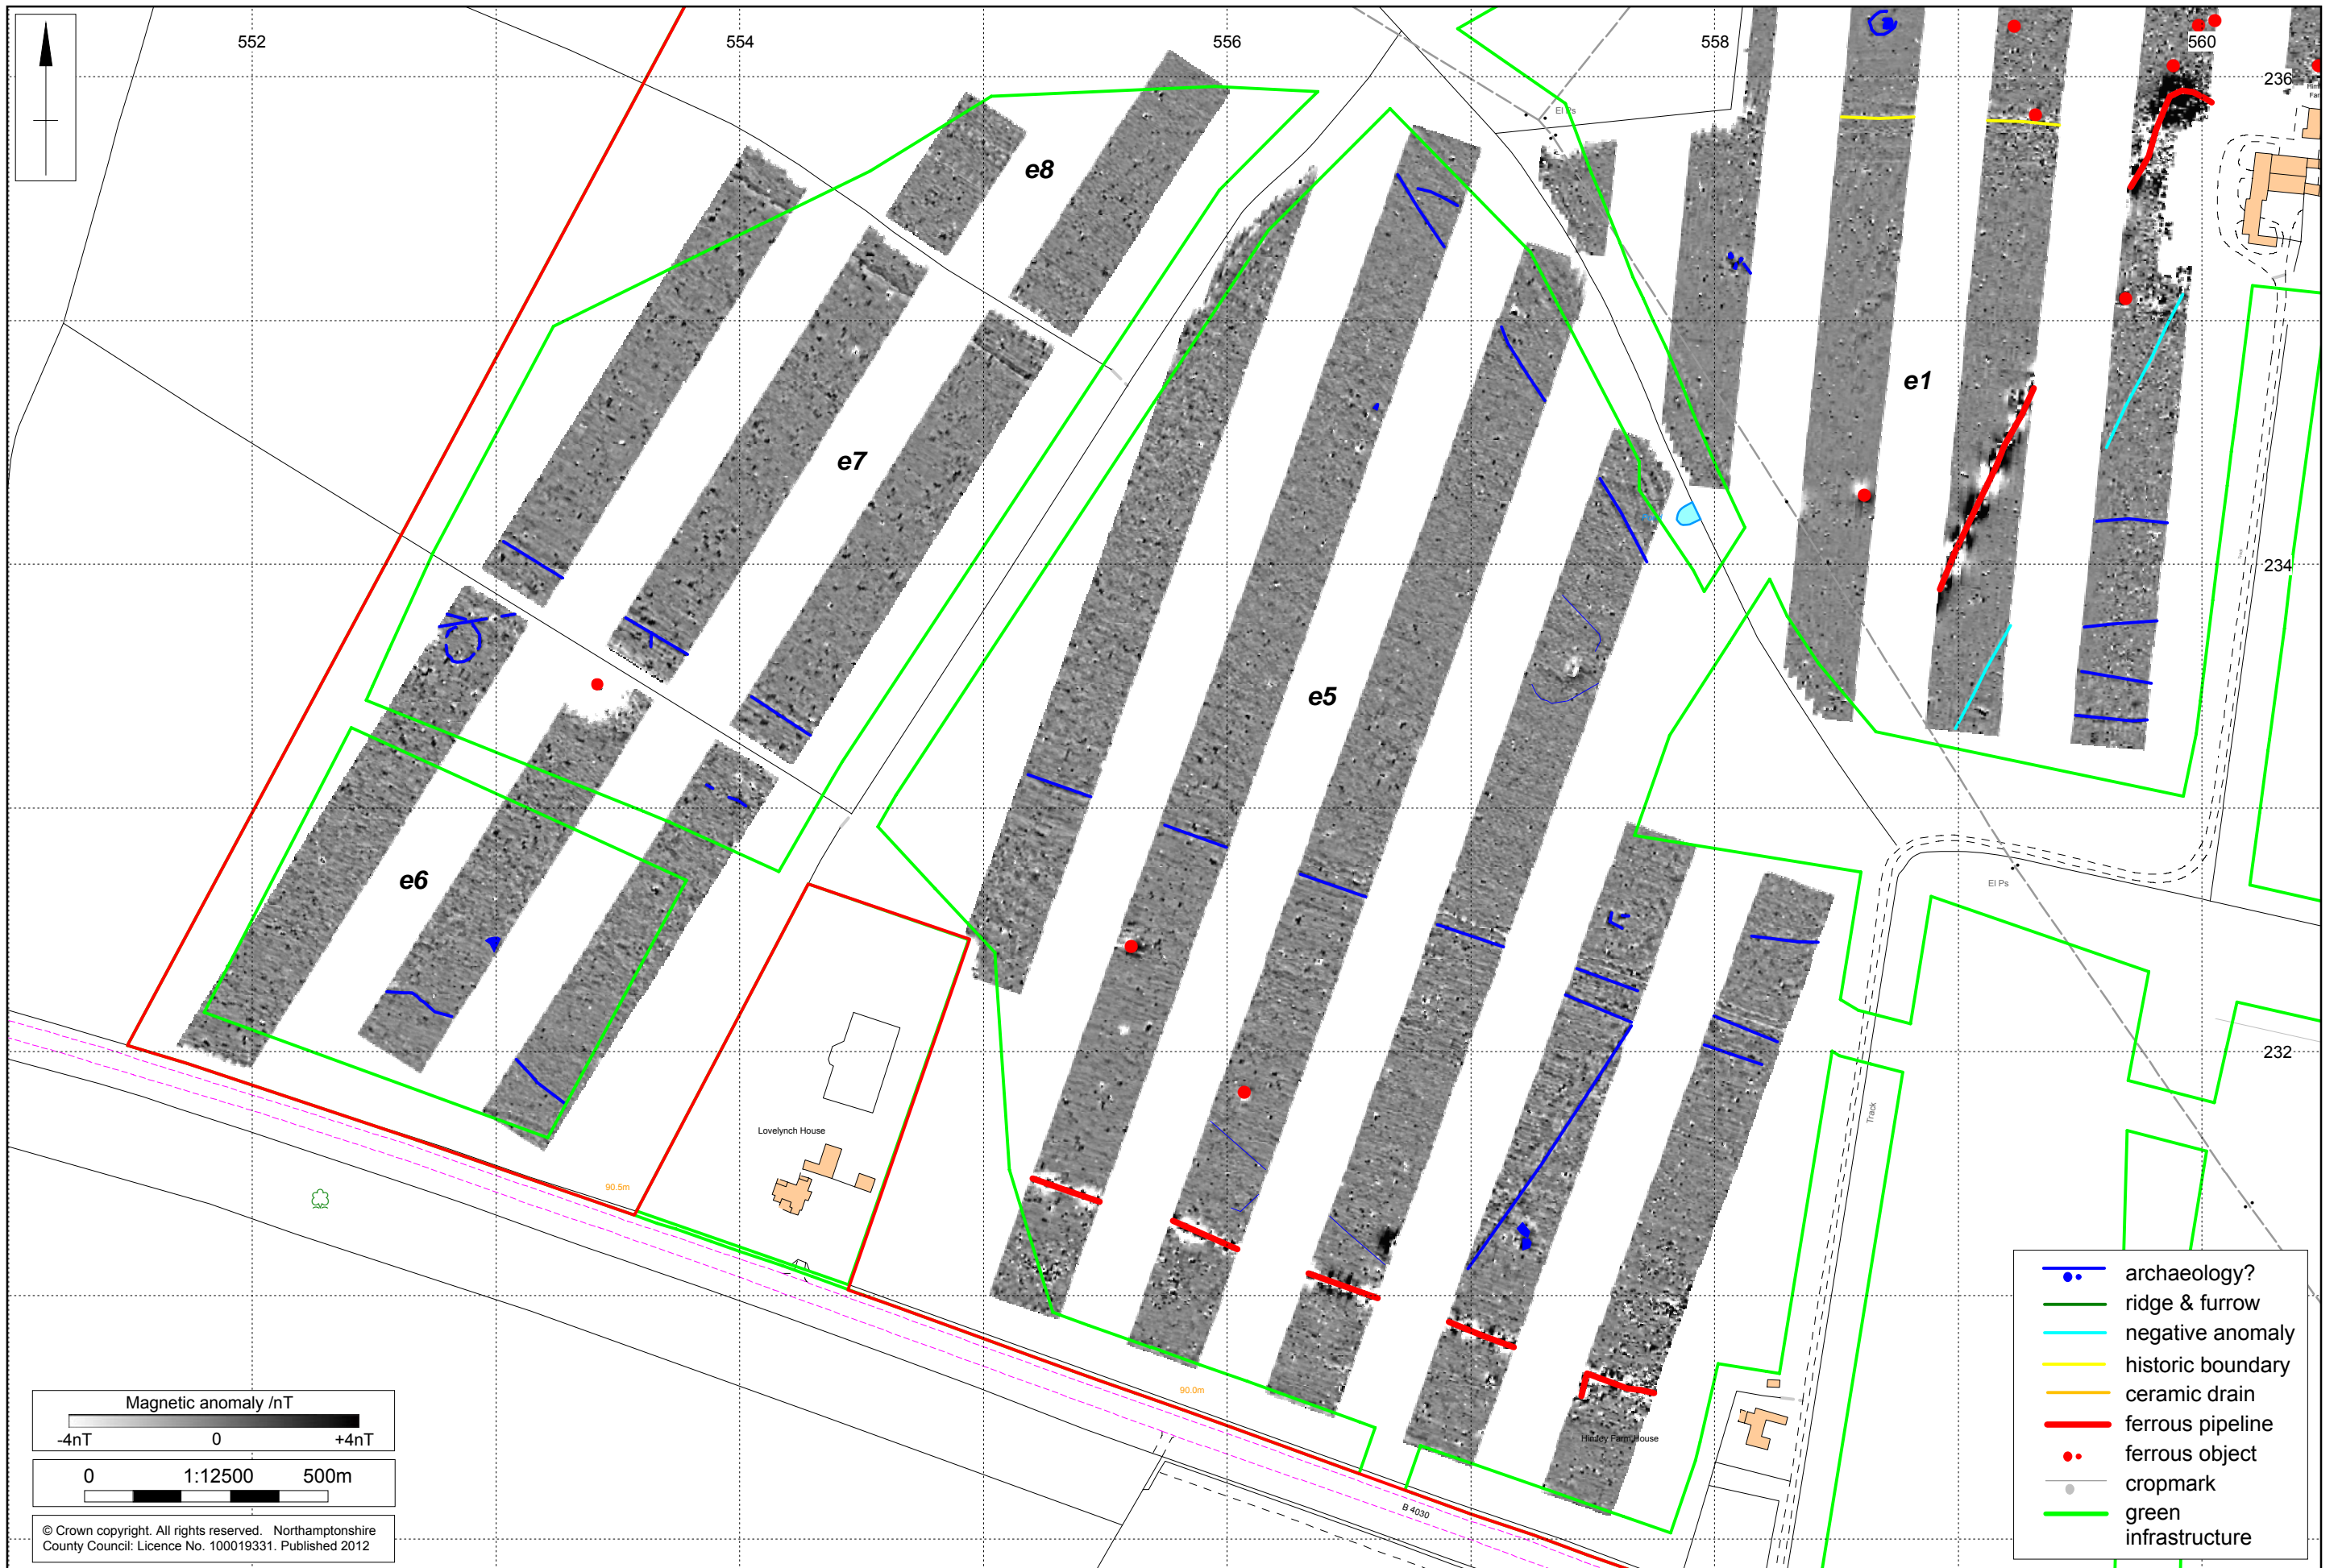 552
554
556
558
560
236
El Ps
e8
e1
e7
234
e5
e6
El Ps
232
Track
Lovelynch House
90.5m
90.0m
Himley Farm House
B 4030
Magnetic anomaly /nT
-4nT 0 +4nT
0 1:12500 500m
© Crown copyright. All rights reserved. Northamptonshire
County Council: Licence No. 100019331. Published 2012
archaeology?
ridge & furrow
negative anomaly
historic boundary
ceramic drain
ferrous pipeline
ferrous object
cropmark
green
infrastructure